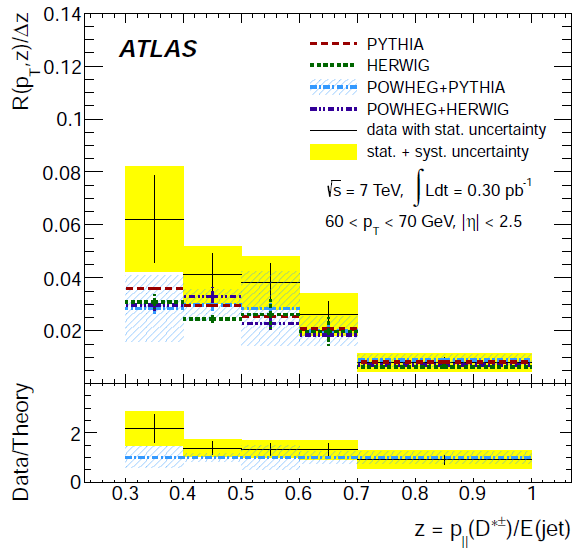 R(p_T,z)/Δz
0.14
0.12
0.1
0.08
0.06
0.04
0.02
ATLAS
PYTHIA
HERWIG
POWHEG+PYTHIA
POWHEG+HERWIG
data with stat. uncertainty
stat. + syst. uncertainty
√s = 7 TeV, ∫Ldt = 0.30 pb⁻¹
60 < p_T < 70 GeV, |η| < 2.5
Data/Theory
2
0
0.3 0.4 0.5 0.6 0.7 0.8 0.9 1
z = p_||(D*±)/E(jet)